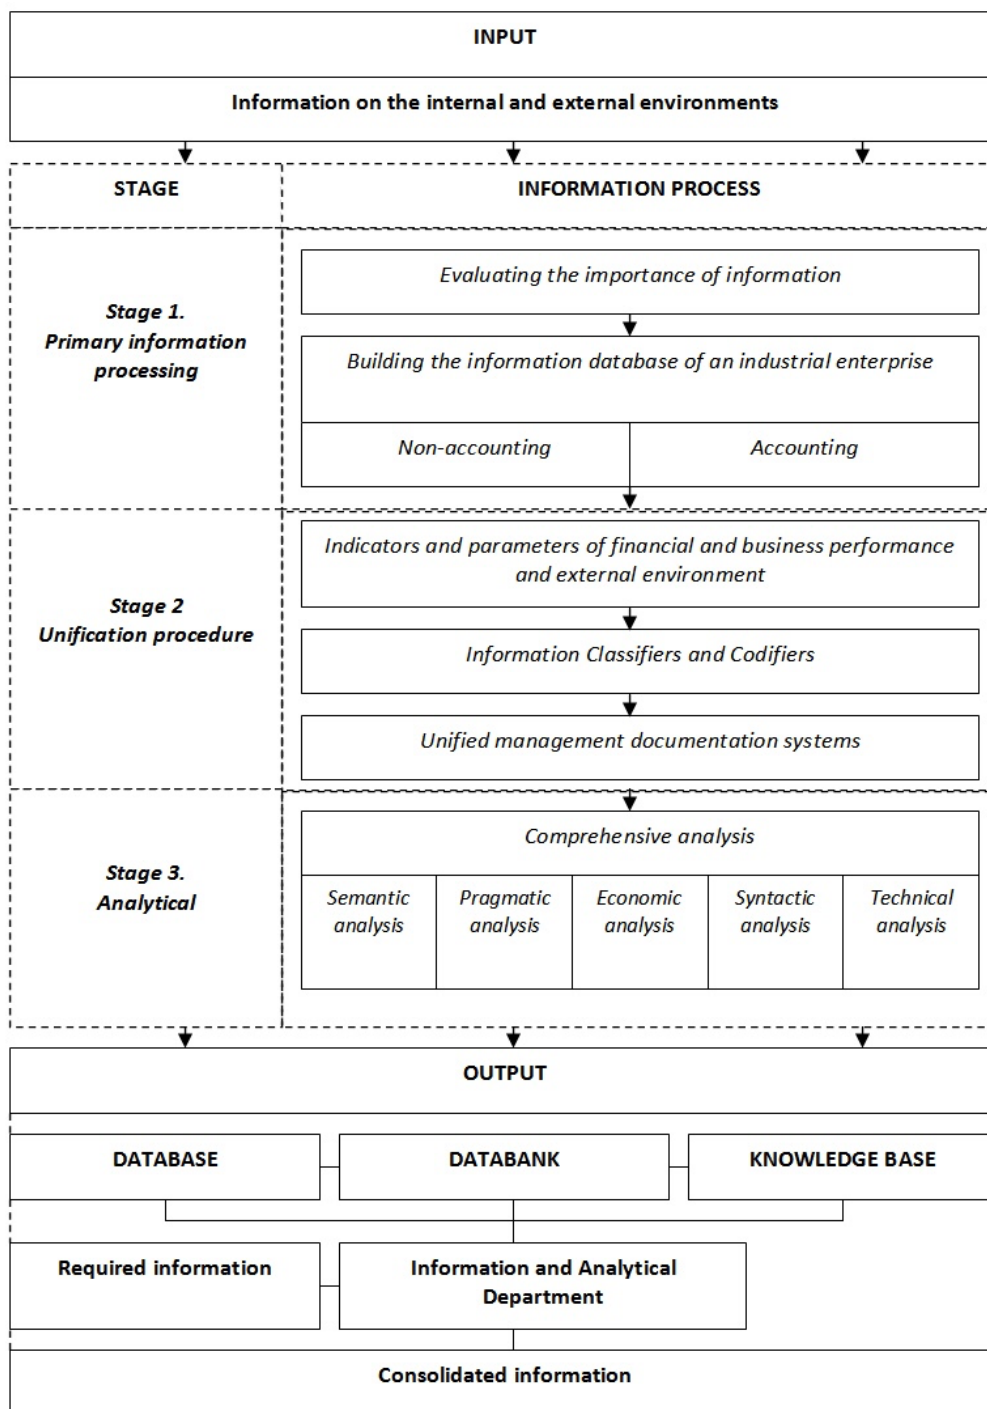 INPUT
Information on the internal and external environments
STAGE
INFORMATION PROCESS
Stage 1.
Primary information
processing
Evaluating the importance of information
Building the information database of an industrial enterprise
Non-accounting
Accounting
Stage 2
Unification procedure
Indicators and parameters of financial and business performance
and external environment
Information Classifiers and Codifiers
Unified management documentation systems
Stage 3.
Analytical
Comprehensive analysis
Semantic
analysis
Pragmatic
analysis
Economic
analysis
Syntactic
analysis
Technical
analysis
OUTPUT
DATABASE
DATABANK
KNOWLEDGE BASE
Required information
Information and Analytical
Department
Consolidated information